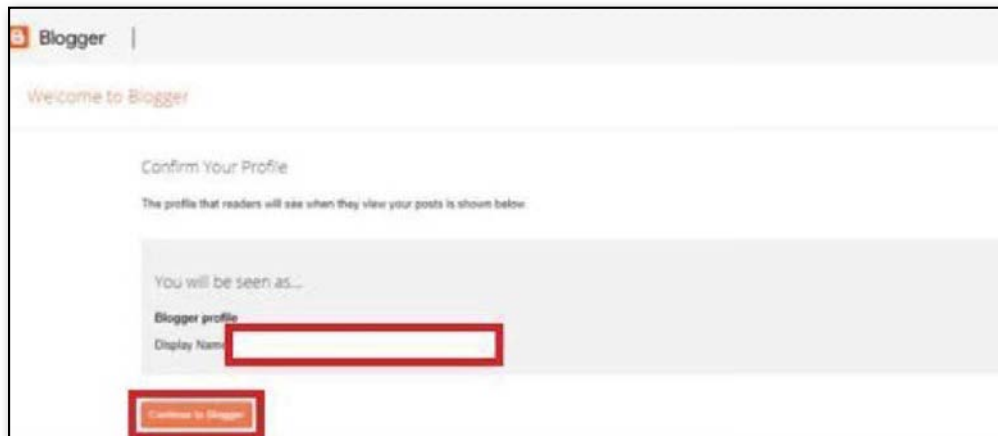 Blogger
Welcome to Blogger
Confirm Your Profile
The profile that readers will see when they view your posts is shown below.
You will be seen as...
Blogger profile
Display Name
Continue to Blogger